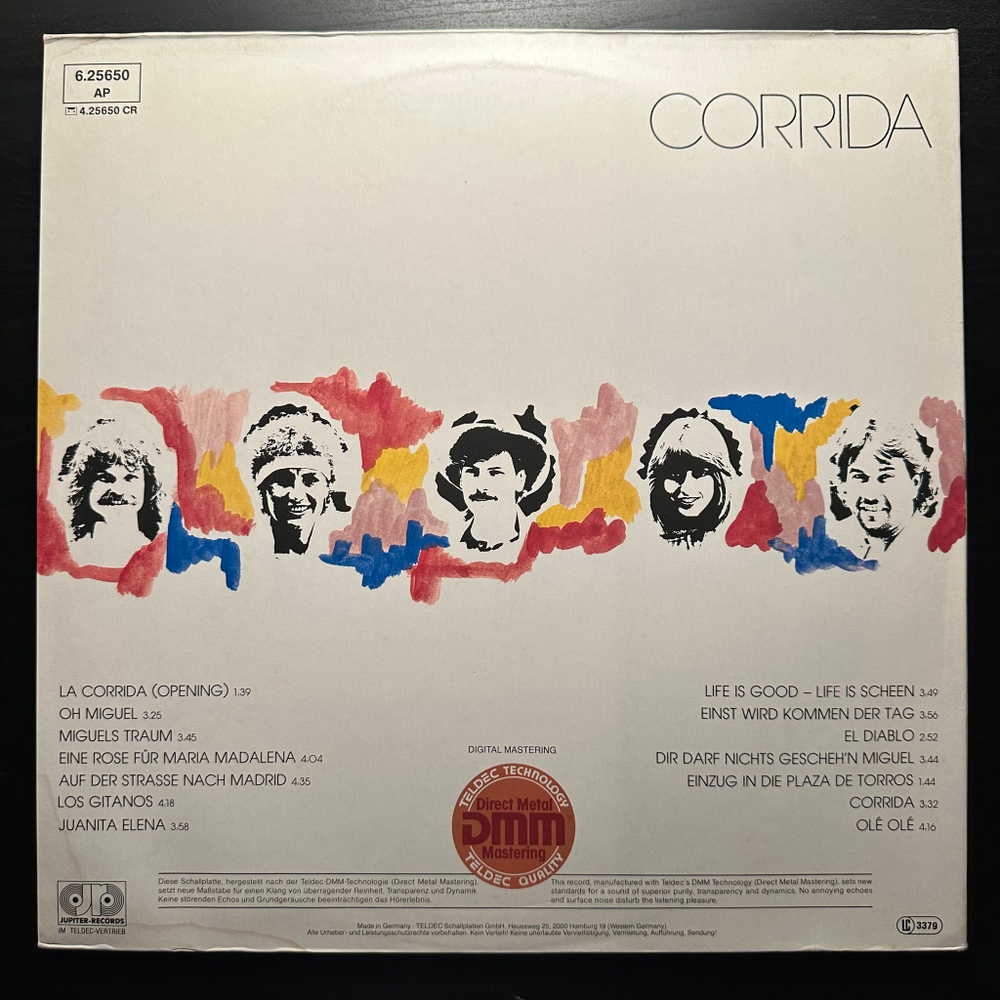 6.25650
AP
4.25650 CR
CORRIDA
LA CORRIDA (OPENING) 1.39
OH MIGUEL 3.25
MIGUELS TRAUM 3.45
EINE ROSE FÜR MARIA MADALENA 4.04
AUF DER STRASSE NACH MADRID 4.35
LOS GITANOS 4.18
JUANITA ELENA 3.58
LIFE IS GOOD – LIFE IS SCHEEN 3.49
EINST WIRD KOMMEN DER TAG 3.56
EL DIABLO 2.52
DIR DARF NICHTS GESCHEH'N MIGUEL 3.44
EINZUG IN DIE PLAZA DE TORROS 1.44
CORRIDA 3.32
OLÉ OLÉ 4.16
DIGITAL MASTERING
TELDEC TECHNOLOGY
Direct Metal
DMM
Mastering
TELDEC QUALITY
Diese Schallplatte, hergestellt nach der Teldec-DMM-Technologie (Direct Metal Mastering),
setzt neue Maßstäbe für einen Klang von überragender Reinheit, Transparenz und Dynamik.
Keine störenden Echos und Grundgeräusche beeinträchtigen das Hörerlebnis.
This record, manufactured with Teldec's DMM Technology (Direct Metal Mastering), sets new
standards for a sound of superior purity, transparency and dynamics. No annoying echoes
and surface noise disturb the listening pleasure.
JUPITER-RECORDS
IM TELDEC-VERTRIEB
Made in Germany · TELDEC Schallplatten GmbH, Heussweg 25, 2000 Hamburg 19 (Western Germany)
Alle Urheber- und Leistungsschutzrechte vorbehalten. Kein Verleih! Keine unerlaubte Vervielfältigung, Vermietung, Aufführung, Sendung!
LC 3379